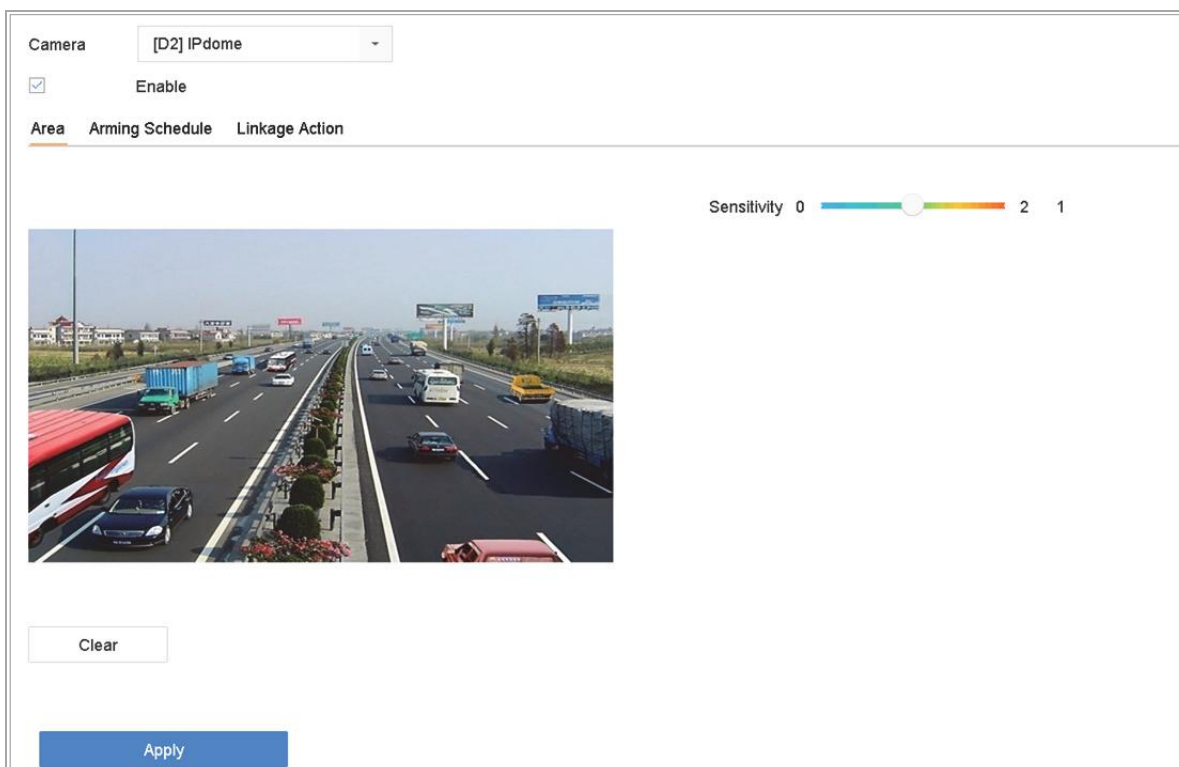 Camera [D2] IPdome
Enable
Area Arming Schedule Linkage Action
Sensitivity 0 2 1
Clear
Apply